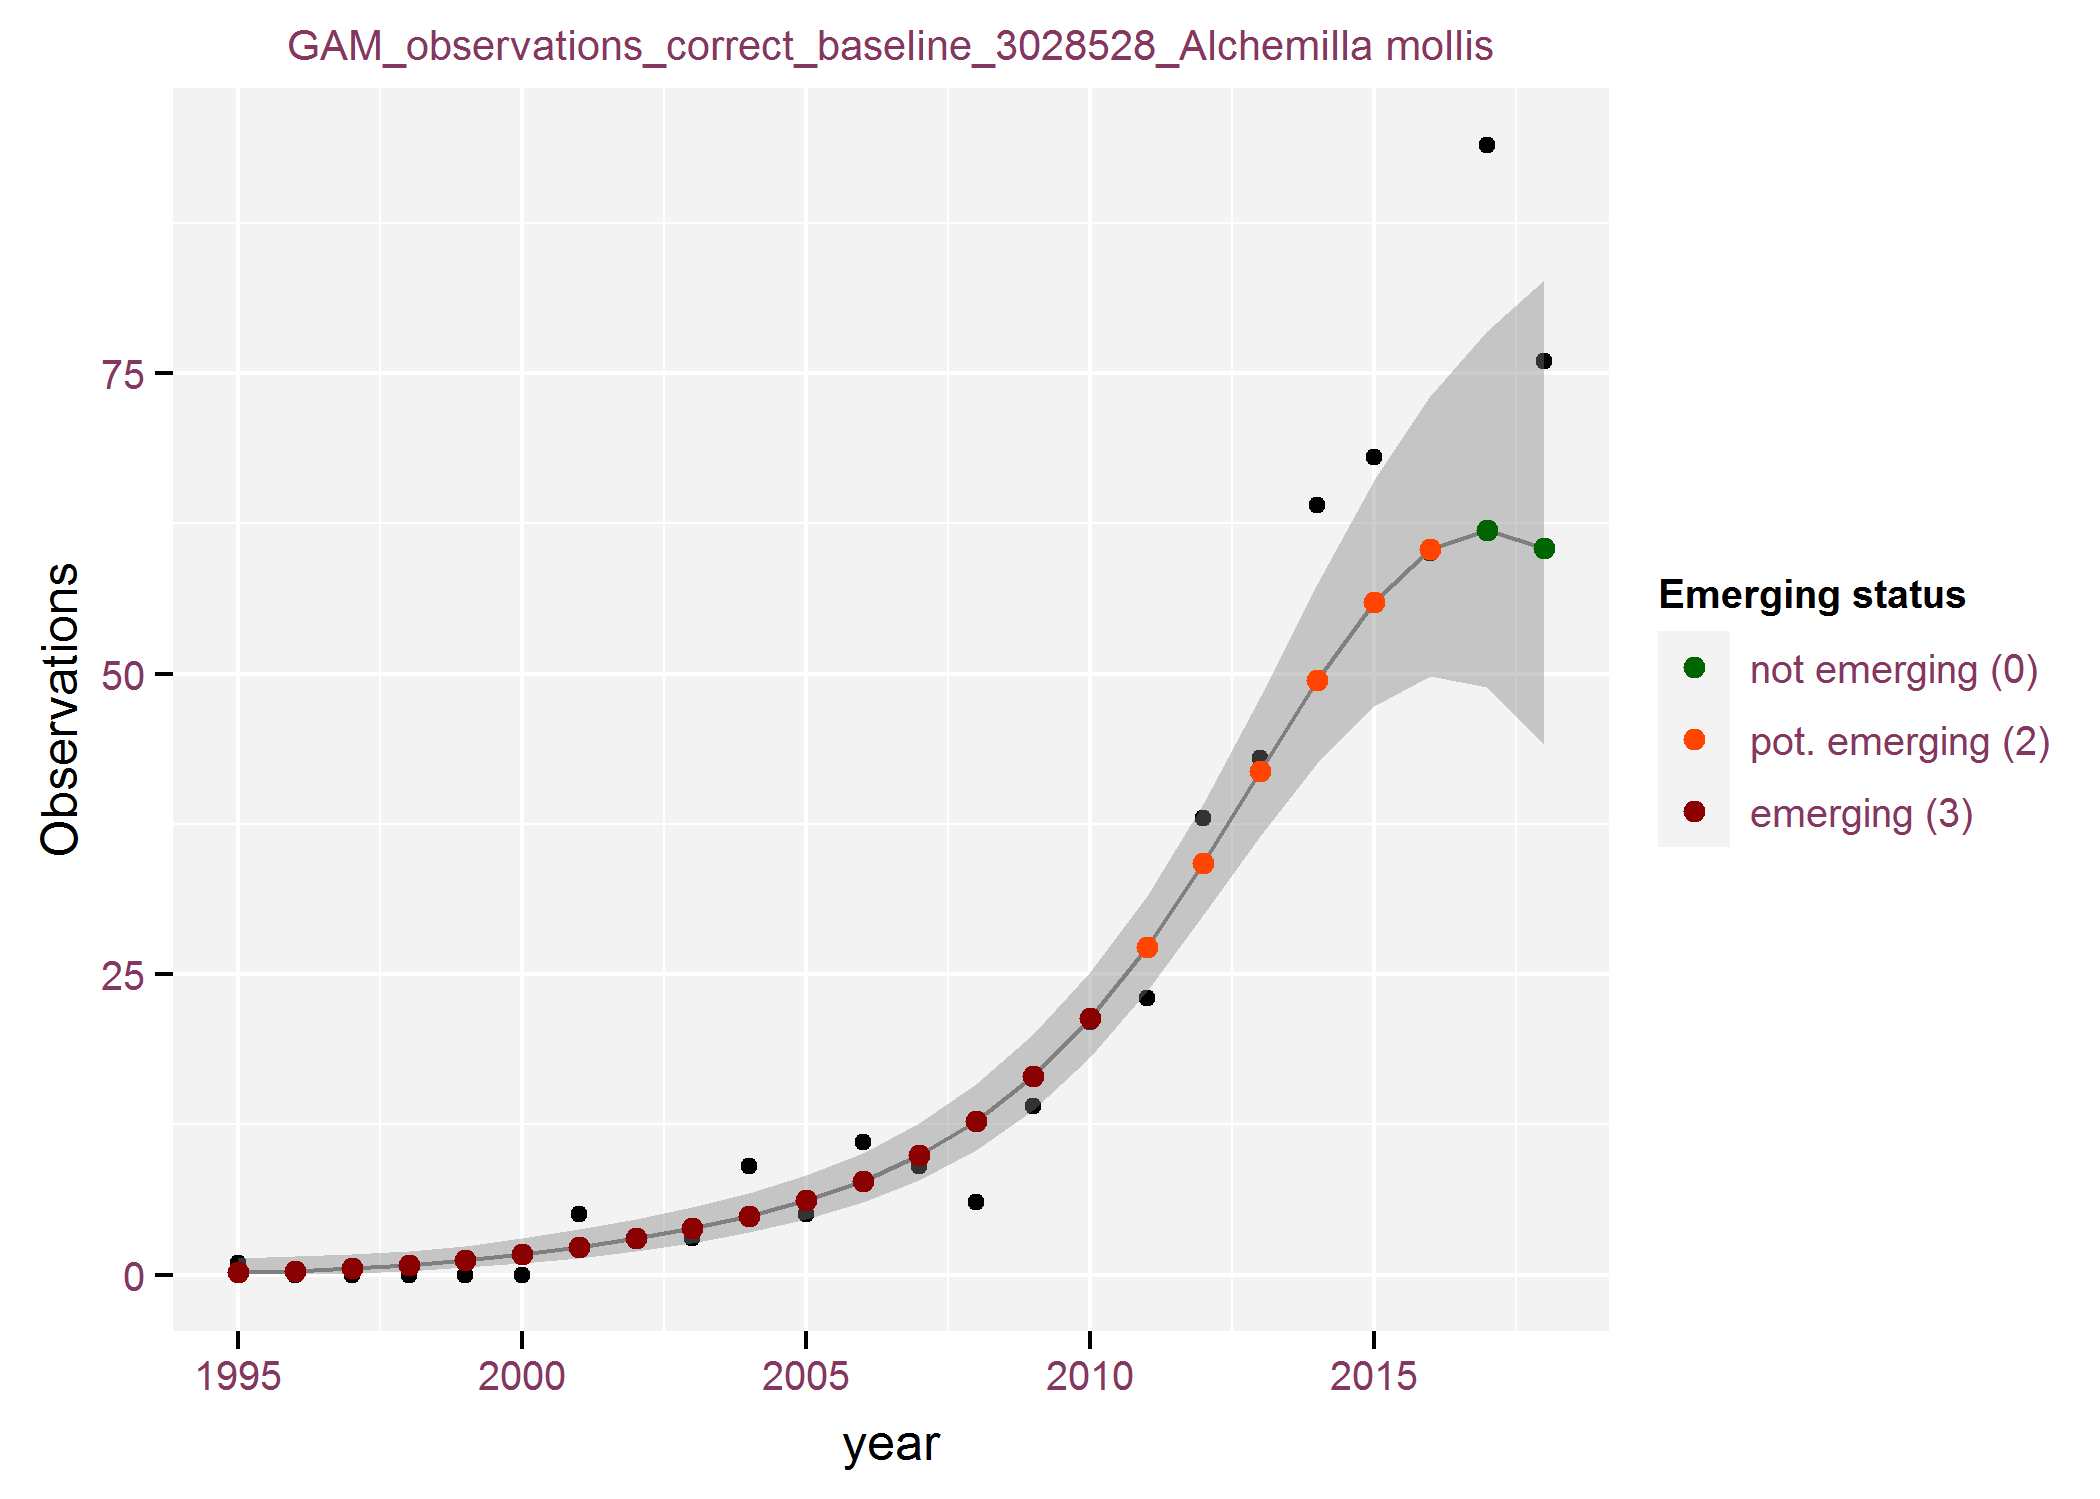 GAM_observations_correct_baseline_3028528_Alchemilla mollis
Observations
75
50
25
0
1995 2000 2005 2010 2015
year
Emerging status
not emerging (0)
pot. emerging (2)
emerging (3)